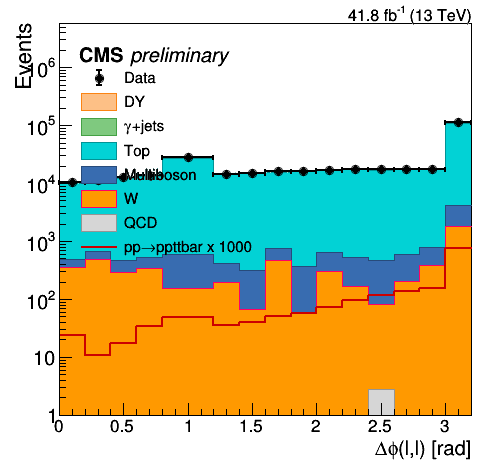 41.8 fb⁻¹ (13 TeV)
Events
CMS preliminary
Data
DY
γ+jets
Top
Multiboson
W
QCD
pp→ppttbar x 1000
10⁶
10⁵
10⁴
10³
10²
10
1
0 0.5 1 1.5 2 2.5 3
Δϕ(l,l) [rad]